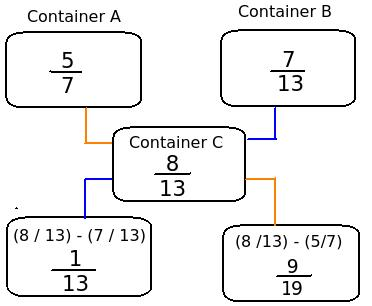 Container A
Container B
5
7
7
13
Container C
8
13
(8 / 13) - (7 / 13)
1
13
(8 /13) - (5/7)
9
19